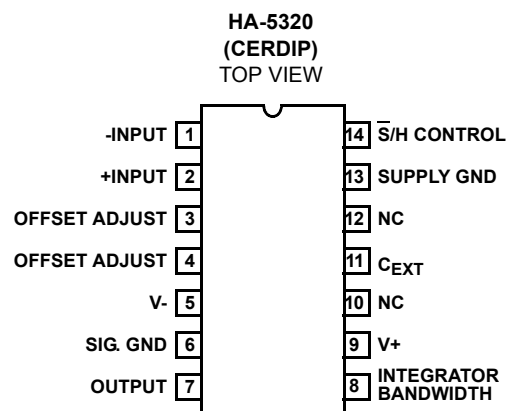 HA-5320
(CERDIP)
TOP VIEW
-INPUT 1
14 S̅/H CONTROL
+INPUT 2
13 SUPPLY GND
OFFSET ADJUST 3
12 NC
OFFSET ADJUST 4
11 CEXT
V- 5
10 NC
SIG. GND 6
9 V+
OUTPUT 7
8 INTEGRATOR
BANDWIDTH